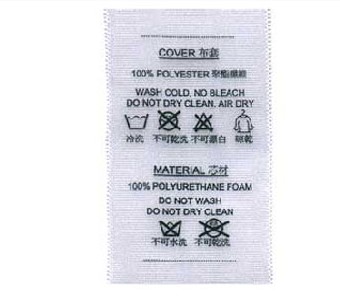 COVER 布套
100% POLYESTER 聚酯纖維
WASH COLD, NO BLEACH
DO NOT DRY CLEAN, AIR DRY
冷洗 不可乾洗 不可漂白 晾乾
MATERIAL 芯材
100% POLYURETHANE FOAM
DO NOT WASH
DO NOT DRY CLEAN
不可水洗 不可乾洗